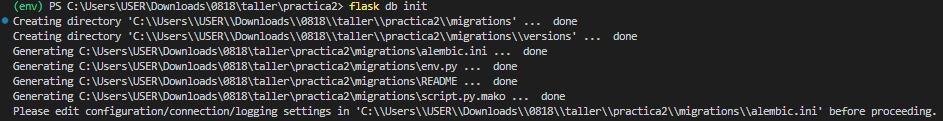 (env) PS C:\Users\USER\Downloads\0818\taller\practica2> flask db init
Creating directory 'C:\\Users\\USER\\Downloads\\0818\\taller\\practica2\\migrations' ...  done
Creating directory 'C:\\Users\\USER\\Downloads\\0818\\taller\\practica2\\migrations\\versions' ...  done
Generating C:\Users\USER\Downloads\0818\taller\practica2\migrations\alembic.ini ...  done
Generating C:\Users\USER\Downloads\0818\taller\practica2\migrations\env.py ...  done
Generating C:\Users\USER\Downloads\0818\taller\practica2\migrations\README ...  done
Generating C:\Users\USER\Downloads\0818\taller\practica2\migrations\script.py.mako ...  done
Please edit configuration/connection/logging settings in 'C:\\Users\\USER\\Downloads\\0818\\taller\\practica2\\migrations\\alembic.ini' before proceeding.